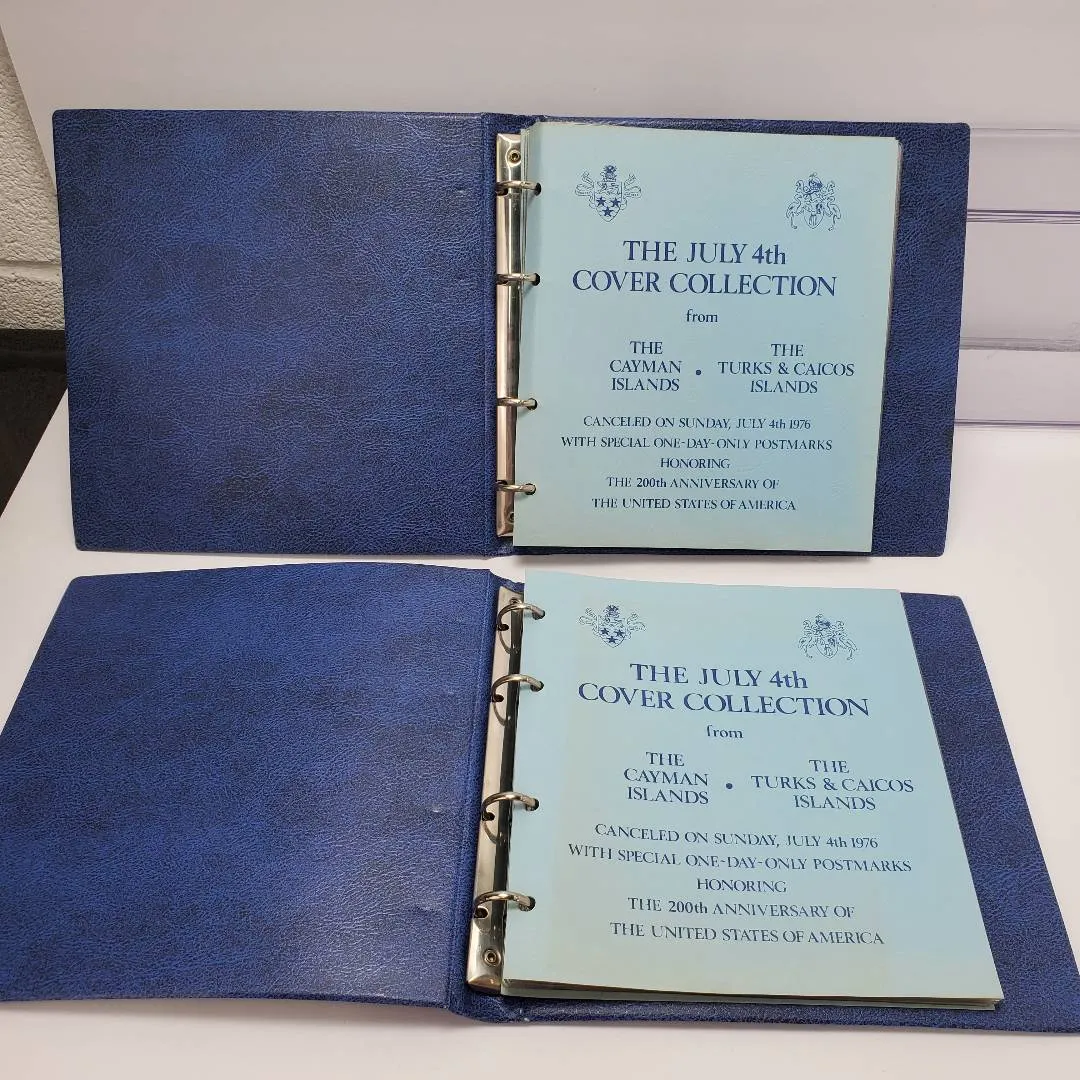 THE JULY 4th
COVER COLLECTION
from
THE
CAYMAN
ISLANDS
•
THE
TURKS & CAICOS
ISLANDS
CANCELED ON SUNDAY, JULY 4th 1976
WITH SPECIAL ONE-DAY-ONLY POSTMARKS
HONORING
THE 200th ANNIVERSARY OF
THE UNITED STATES OF AMERICA
THE JULY 4th
COVER COLLECTION
from
THE
CAYMAN
ISLANDS
•
THE
TURKS & CAICOS
ISLANDS
CANCELED ON SUNDAY, JULY 4th 1976
WITH SPECIAL ONE-DAY-ONLY POSTMARKS
HONORING
THE 200th ANNIVERSARY OF
THE UNITED STATES OF AMERICA